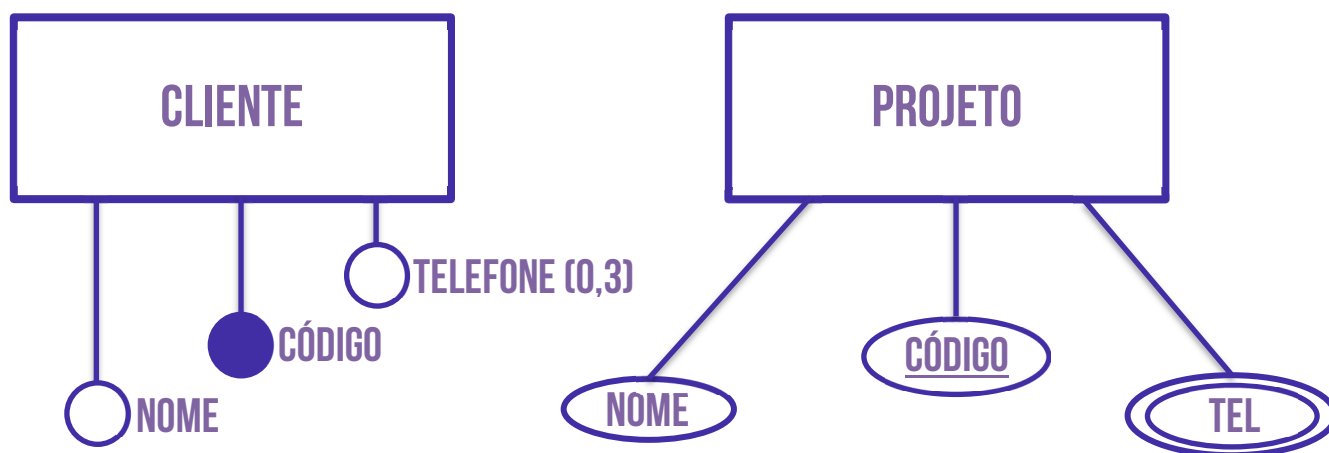 CLIENTE
PROJETO
TELEFONE (0,3)
CÓDIGO
NOME
CÓDIGO
NOME
TEL